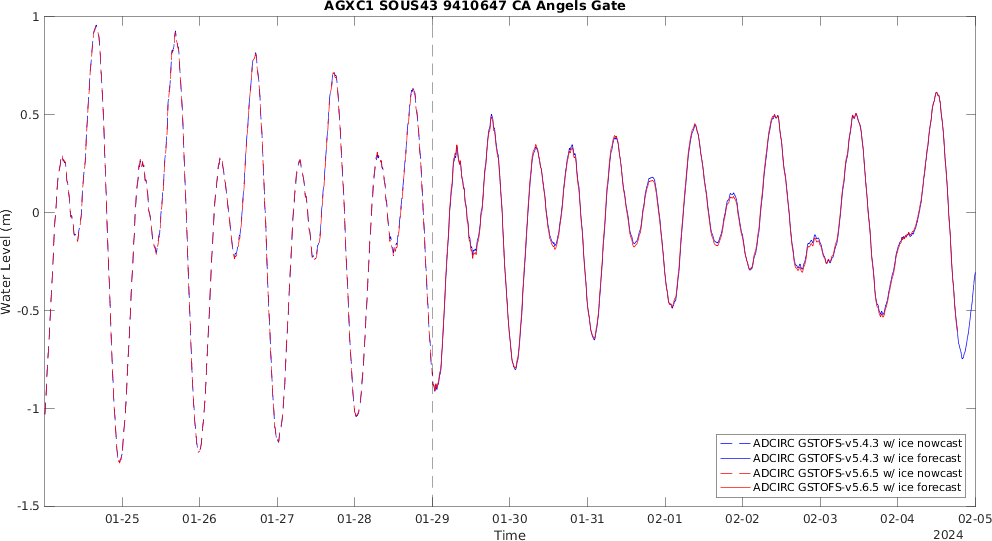 AGXC1 SOUS43 9410647 CA Angels Gate
1
0.5
0
-0.5
-1
-1.5
Water Level (m)
ADCIRC GSTOFS-v5.4.3 w/ ice nowcast
ADCIRC GSTOFS-v5.4.3 w/ ice forecast
ADCIRC GSTOFS-v5.6.5 w/ ice nowcast
ADCIRC GSTOFS-v5.6.5 w/ ice forecast
01-25 01-26 01-27 01-28 01-29 01-30 01-31 02-01 02-02 02-03 02-04 02-05
Time
2024